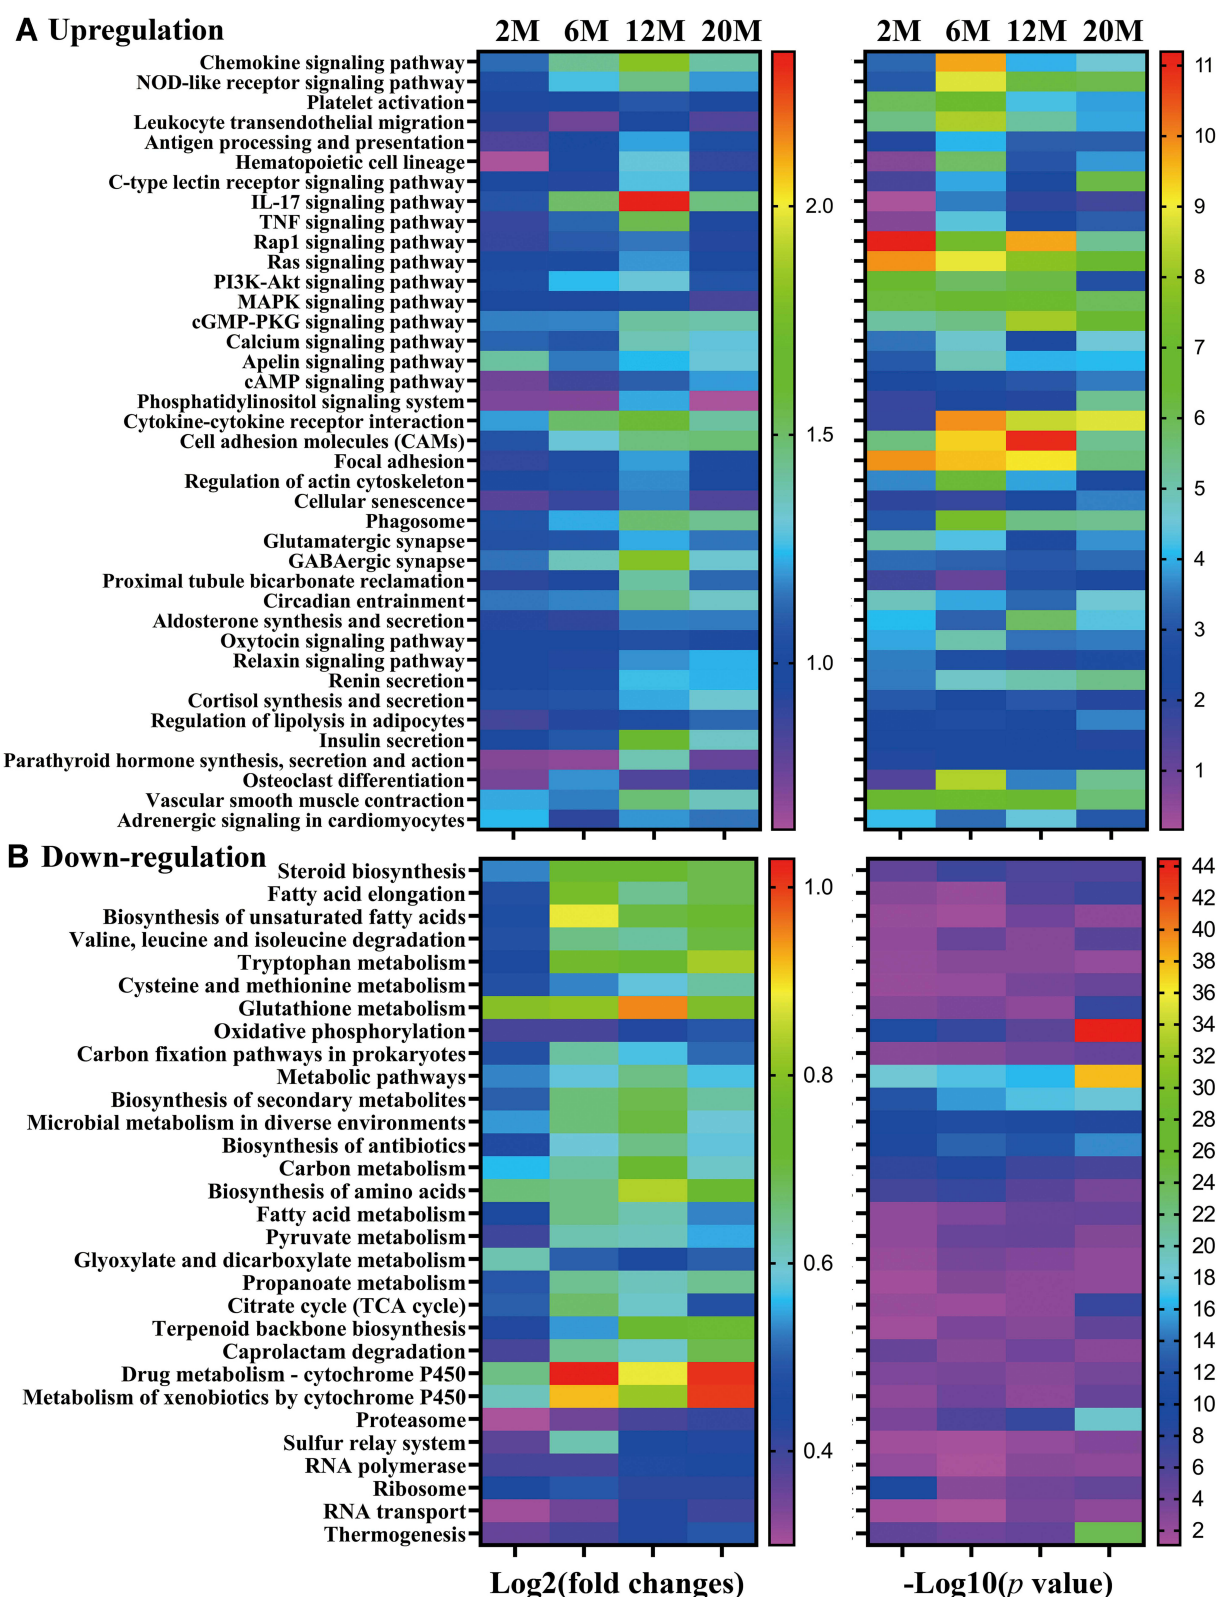 A Upregulation
2M 6M 12M 20M
2M 6M 12M 20M
Chemokine signaling pathway
NOD-like receptor signaling pathway
Platelet activation
Leukocyte transendothelial migration
Antigen processing and presentation
Hematopoietic cell lineage
C-type lectin receptor signaling pathway
IL-17 signaling pathway
TNF signaling pathway
Rap1 signaling pathway
Ras signaling pathway
PI3K-Akt signaling pathway
MAPK signaling pathway
cGMP-PKG signaling pathway
Calcium signaling pathway
Apelin signaling pathway
cAMP signaling pathway
Phosphatidylinositol signaling system
Cytokine-cytokine receptor interaction
Cell adhesion molecules (CAMs)
Focal adhesion
Regulation of actin cytoskeleton
Cellular senescence
Phagosome
Glutamatergic synapse
GABAergic synapse
Proximal tubule bicarbonate reclamation
Circadian entrainment
Aldosterone synthesis and secretion
Oxytocin signaling pathway
Relaxin signaling pathway
Renin secretion
Cortisol synthesis and secretion
Regulation of lipolysis in adipocytes
Insulin secretion
Parathyroid hormone synthesis, secretion and action
Osteoclast differentiation
Vascular smooth muscle contraction
Adrenergic signaling in cardiomyocytes
2.0
1.5
1.0
11
10
9
8
7
6
5
4
3
2
1
B Down-regulation
Steroid biosynthesis
Fatty acid elongation
Biosynthesis of unsaturated fatty acids
Valine, leucine and isoleucine degradation
Tryptophan metabolism
Cysteine and methionine metabolism
Glutathione metabolism
Oxidative phosphorylation
Carbon fixation pathways in prokaryotes
Metabolic pathways
Biosynthesis of secondary metabolites
Microbial metabolism in diverse environments
Biosynthesis of antibiotics
Carbon metabolism
Biosynthesis of amino acids
Fatty acid metabolism
Pyruvate metabolism
Glyoxylate and dicarboxylate metabolism
Propanoate metabolism
Citrate cycle (TCA cycle)
Terpenoid backbone biosynthesis
Caprolactam degradation
Drug metabolism - cytochrome P450
Metabolism of xenobiotics by cytochrome P450
Proteasome
Sulfur relay system
RNA polymerase
Ribosome
RNA transport
Thermogenesis
1.0
0.8
0.6
0.4
44
42
40
38
36
34
32
30
28
26
24
22
20
18
16
14
12
10
8
6
4
2
Log2(fold changes)
-Log10(p value)